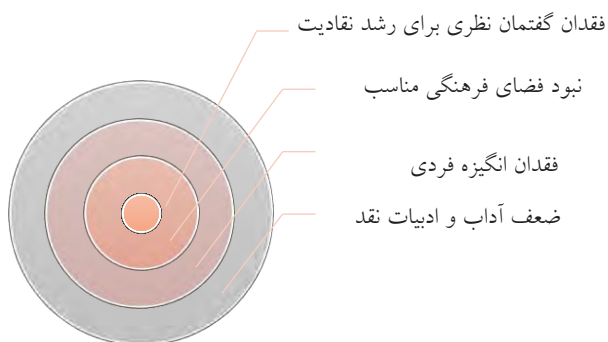 فقدان گفتمان نظری برای رشد نقادیت
نبود فضای فرهنگی مناسب
فقدان انگیزه فردی
ضعف آداب و ادبیات نقد